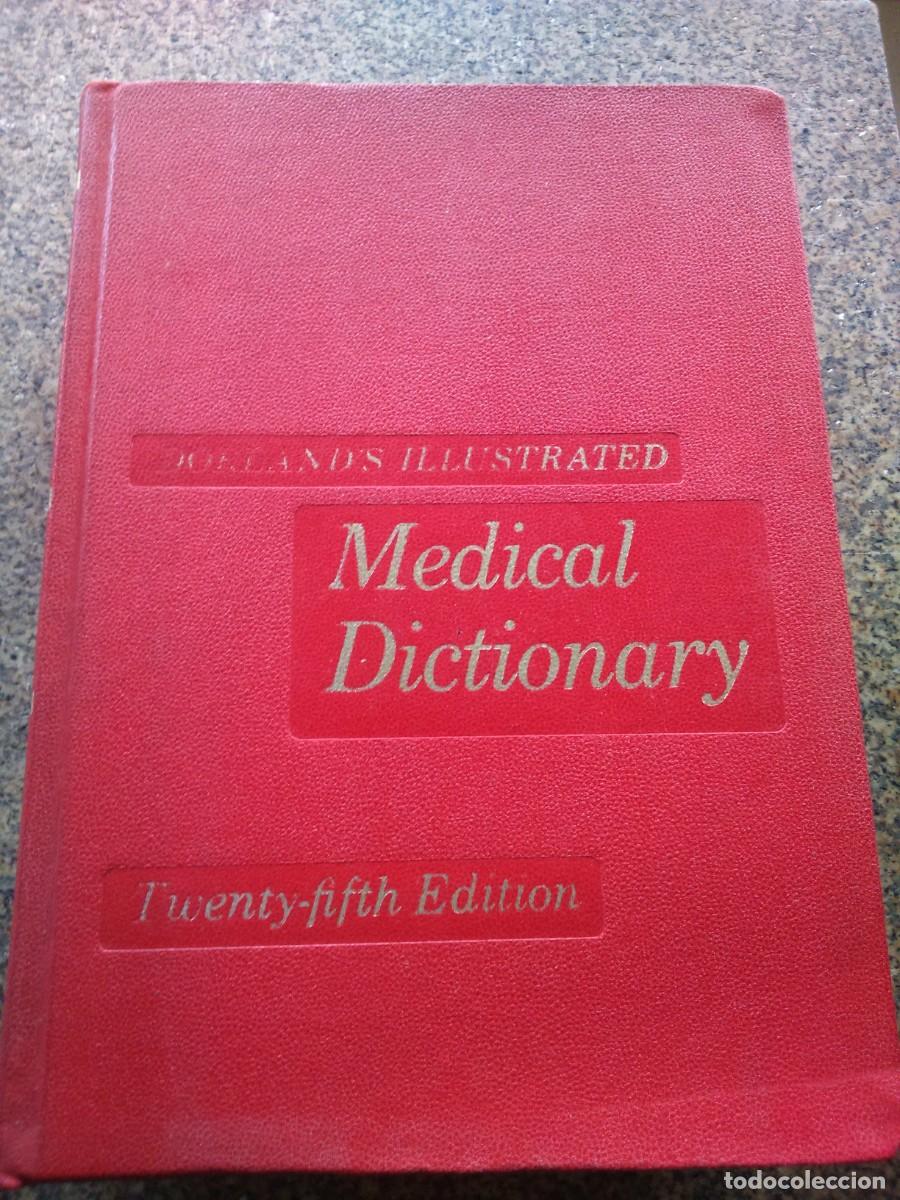 DORLAND'S ILLUSTRATED
Medical
Dictionary
Twenty-fifth Edition
todocoleccion